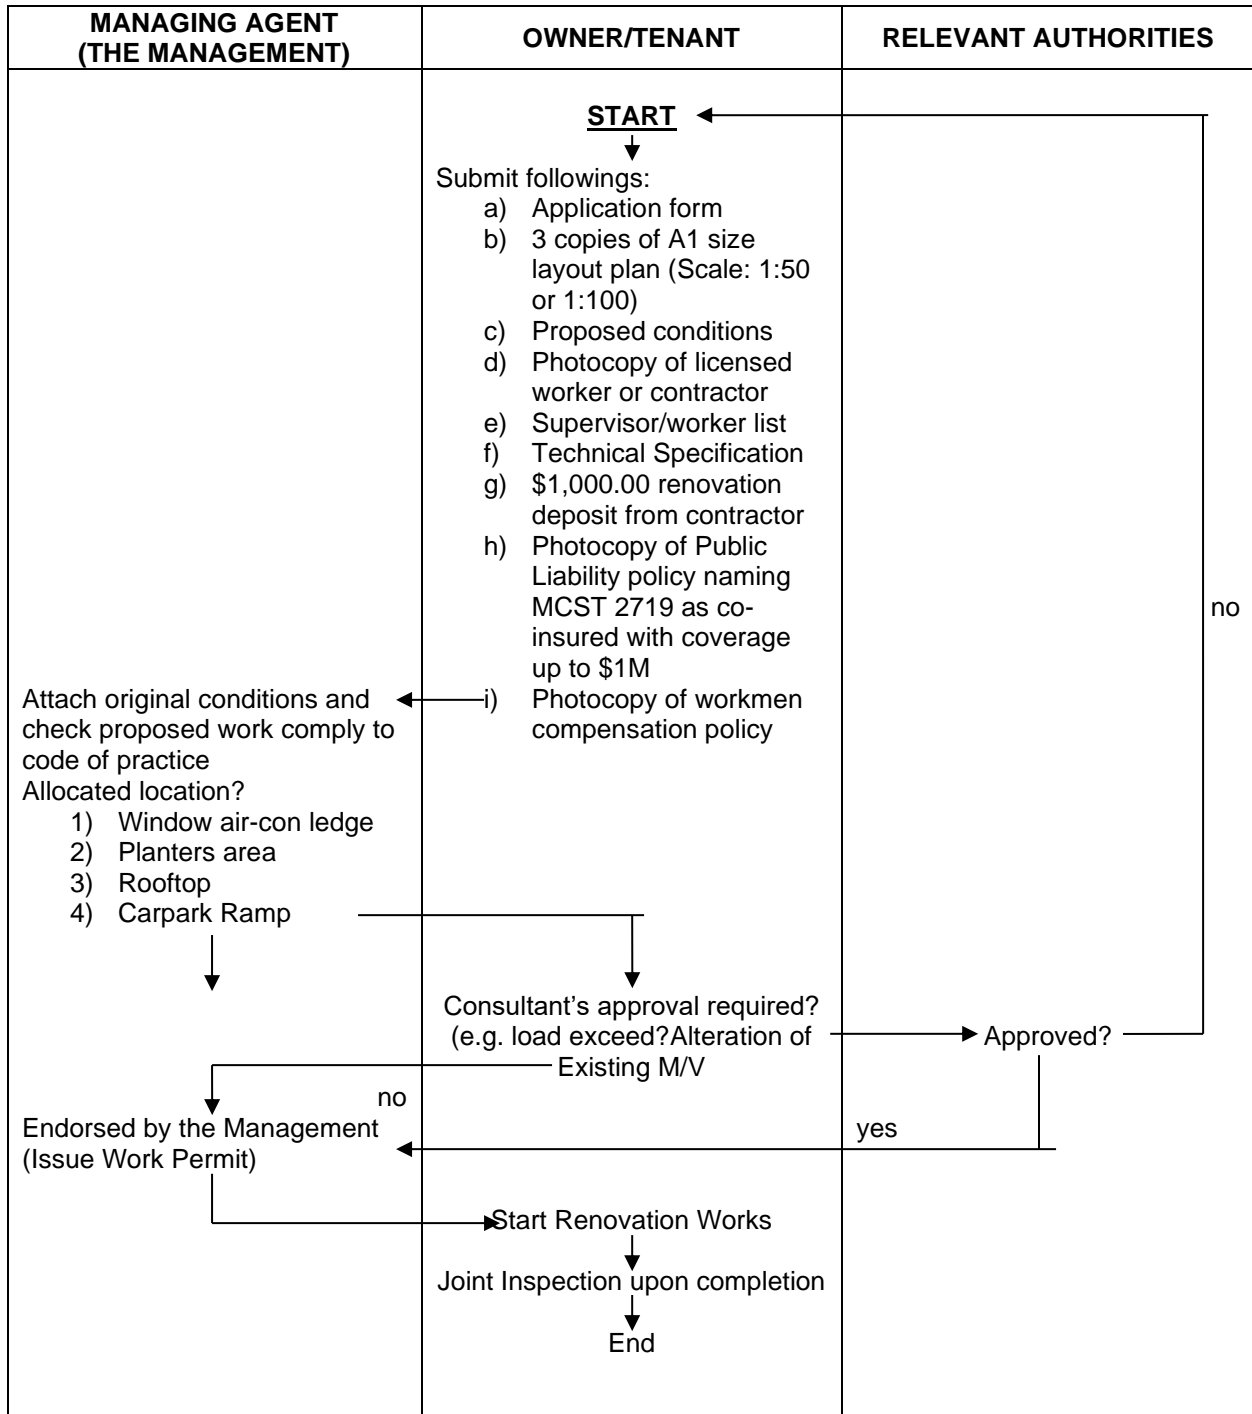 MANAGING AGENT
(THE MANAGEMENT)
OWNER/TENANT
RELEVANT AUTHORITIES
START
Submit followings:
a) Application form
b) 3 copies of A1 size
layout plan (Scale: 1:50
or 1:100)
c) Proposed conditions
d) Photocopy of licensed
worker or contractor
e) Supervisor/worker list
f) Technical Specification
g) $1,000.00 renovation
deposit from contractor
h) Photocopy of Public
Liability policy naming
MCST 2719 as co-
insured with coverage
up to $1M
i) Photocopy of workmen
compensation policy
no
Attach original conditions and
check proposed work comply to
code of practice
Allocated location?
1) Window air-con ledge
2) Planters area
3) Rooftop
4) Carpark Ramp
Consultant’s approval required?
(e.g. load exceed?Alteration of
Existing M/V
Approved?
no
yes
Endorsed by the Management
(Issue Work Permit)
Start Renovation Works
Joint Inspection upon completion
End